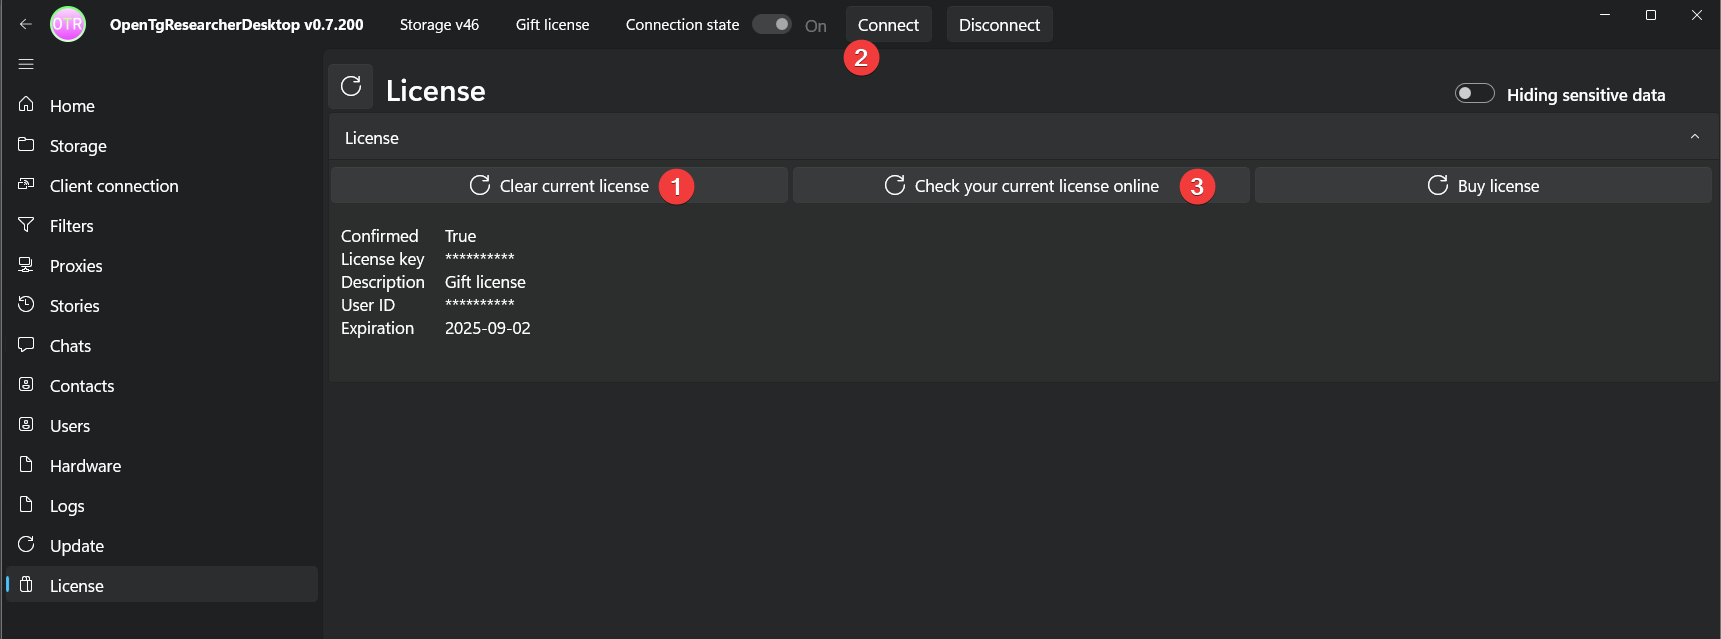 OTR OpenTgResearcherDesktop v0.7.200 Storage v46 Gift license Connection state On Connect Disconnect
2
License Hiding sensitive data
Home
Storage
Client connection
Filters
Proxies
Stories
Chats
Contacts
Users
Hardware
Logs
Update
License
License
Clear current license 1 Check your current license online 3 Buy license
Confirmed True
License key **********
Description Gift license
User ID **********
Expiration 2025-09-02